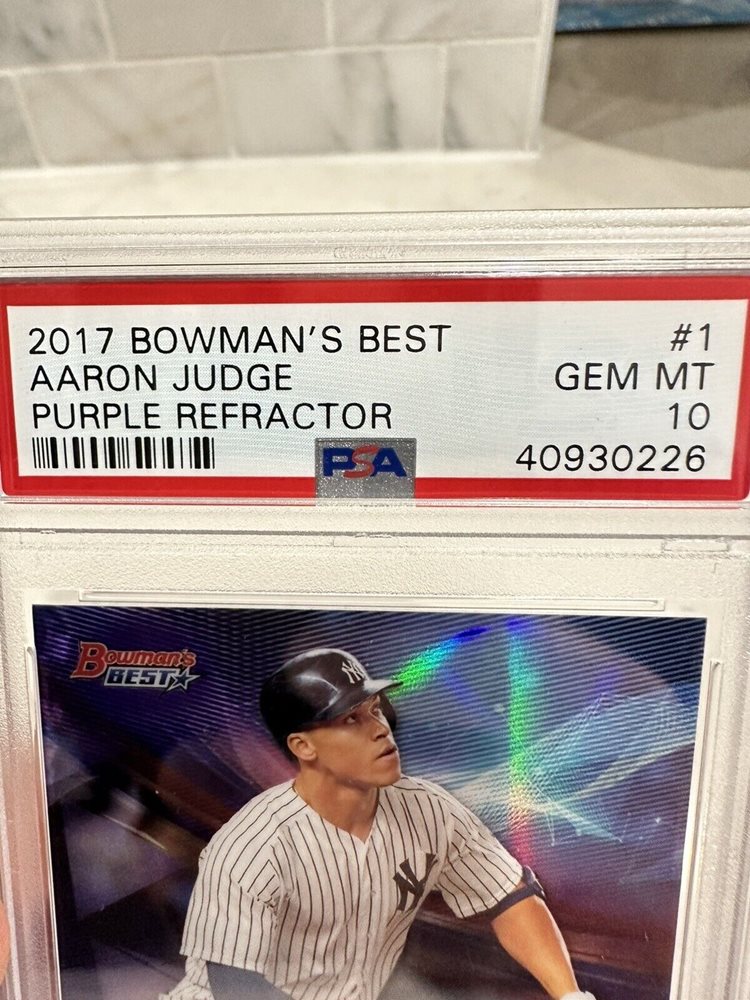 2017 BOWMAN'S BEST #1
AARON JUDGE GEM MT
PURPLE REFRACTOR 10
PSA 40930226
Bowman's
BEST
NY
NY